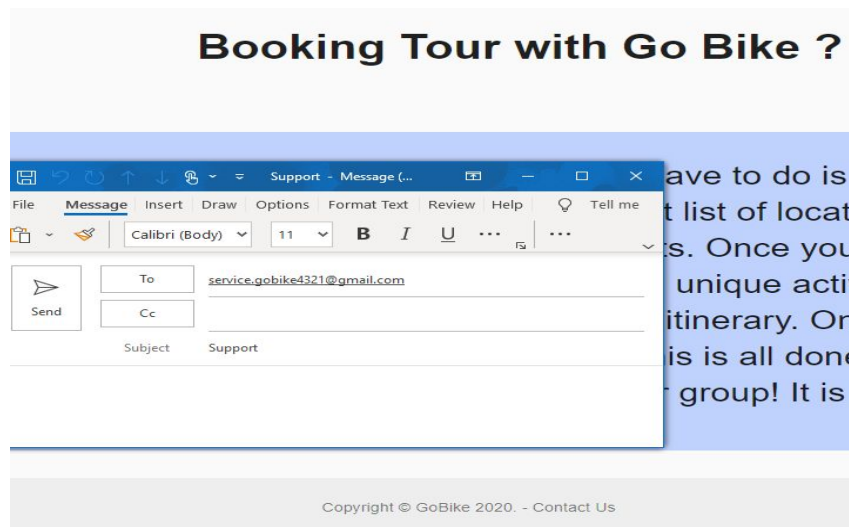 Booking Tour with Go Bike ?
Support - Message (...
File Message Insert Draw Options Format Text Review Help Tell me
Calibri (Body) 11 B I U ...
To service.gobike4321@gmail.com
Send
Cc
Subject Support
ave to do is
t list of locat
s. Once you
unique acti
itinerary. On
is is all done
group! It is
Copyright © GoBike 2020. - Contact Us